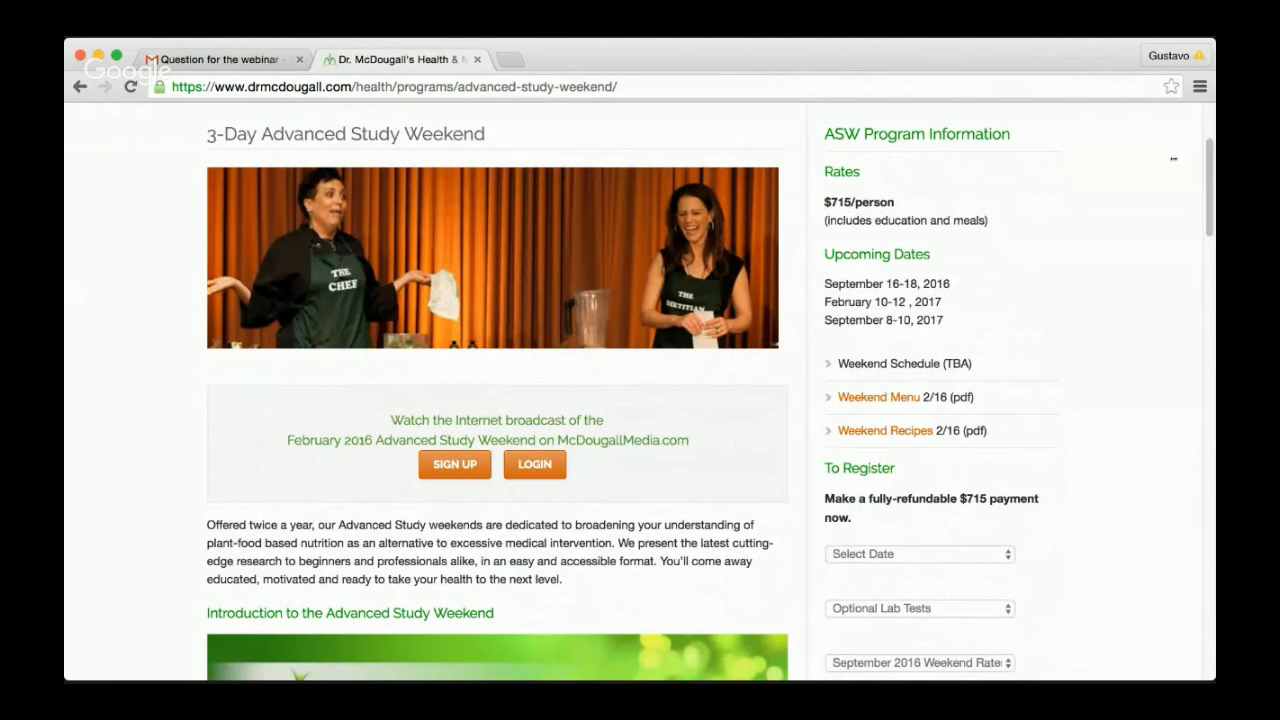 Question for the webinar -
Dr. McDougall's Health &
Gustavo
Google
https://www.drmcdougall.com/health/programs/advanced-study-weekend/
3-Day Advanced Study Weekend
THE
CHEF
THE
DIETITIAN
Watch the Internet broadcast of the
February 2016 Advanced Study Weekend on McDougallMedia.com
SIGN UP
LOGIN
Offered twice a year, our Advanced Study weekends are dedicated to broadening your understanding of
plant-food based nutrition as an alternative to excessive medical intervention. We present the latest cutting-
edge research to beginners and professionals alike, in an easy and accessible format. You'll come away
educated, motivated and ready to take your health to the next level.
Introduction to the Advanced Study Weekend
ASW Program Information
Rates
$715/person
(includes education and meals)
Upcoming Dates
September 16-18, 2016
February 10-12 , 2017
September 8-10, 2017
Weekend Schedule (TBA)
Weekend Menu 2/16 (pdf)
Weekend Recipes 2/16 (pdf)
To Register
Make a fully-refundable $715 payment
now.
Select Date
Optional Lab Tests
September 2016 Weekend Rates